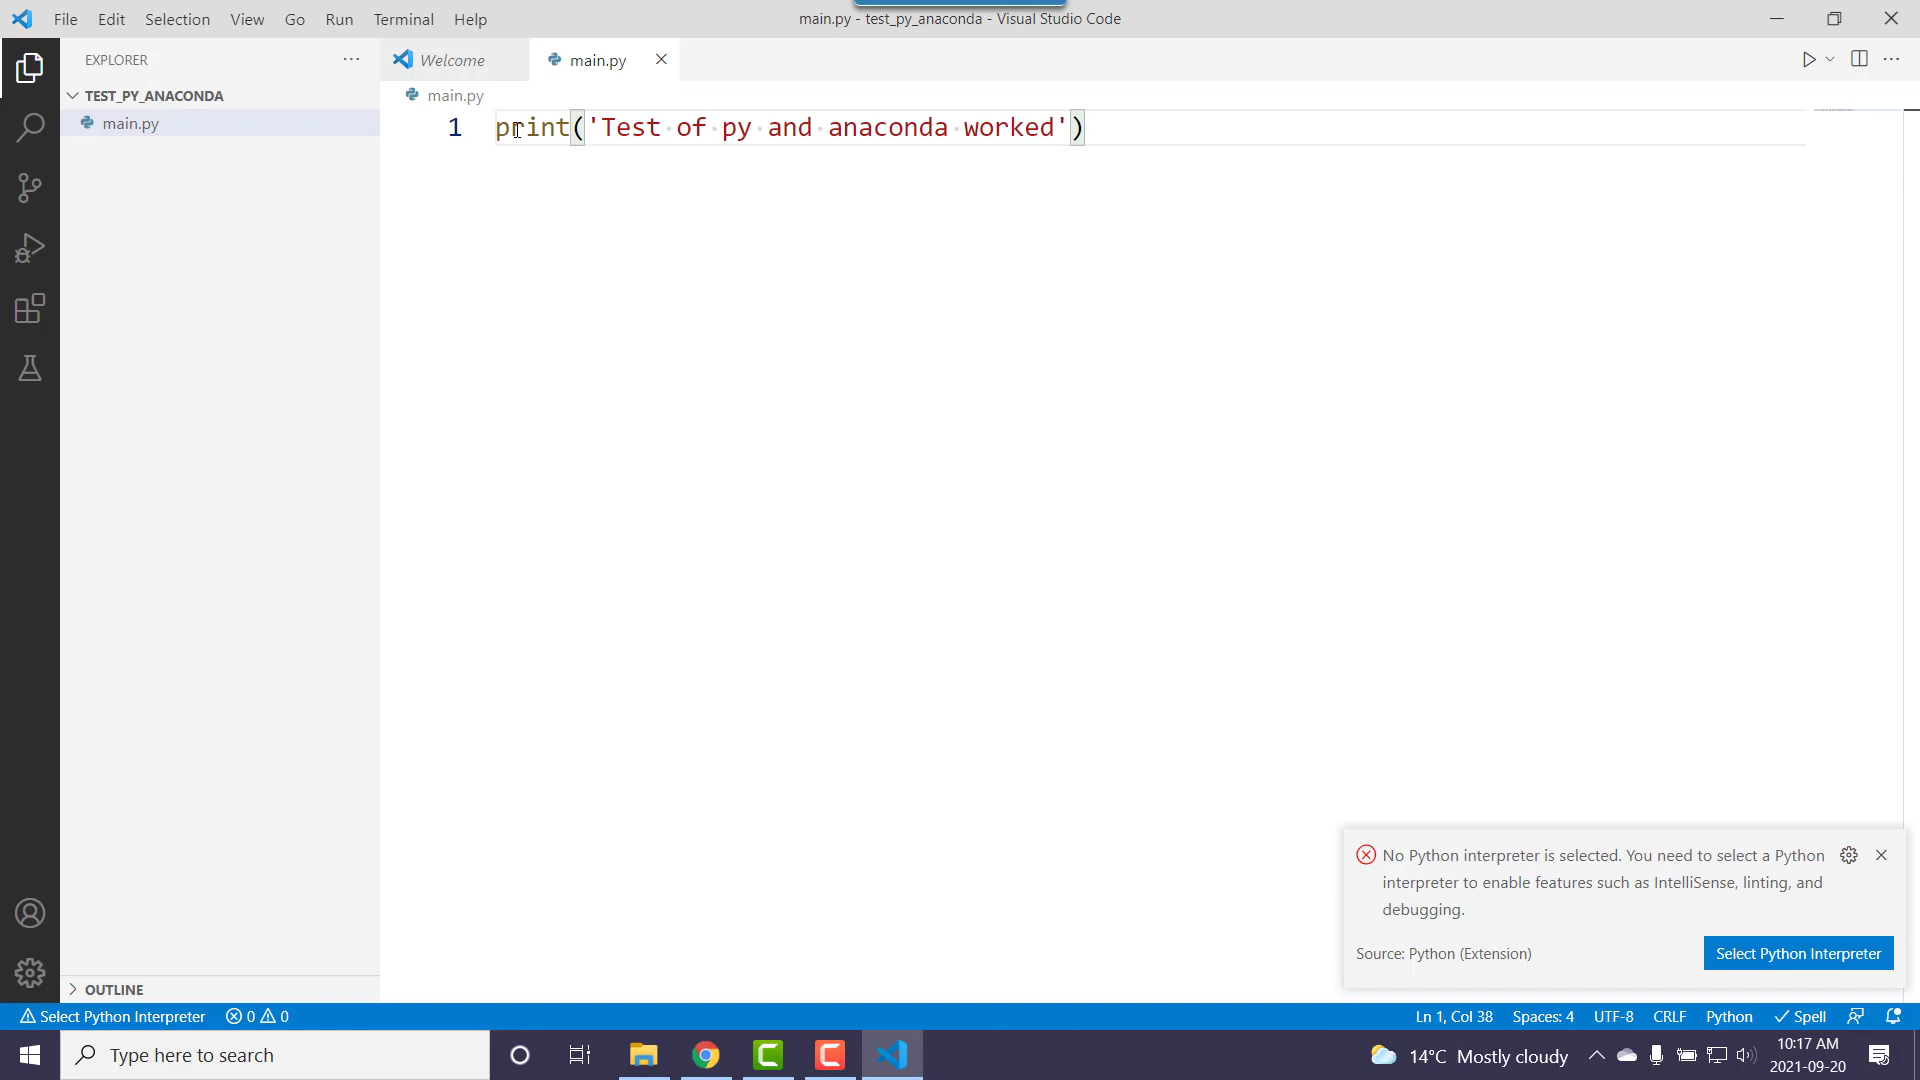 File Edit Selection View Go Run Terminal Help
main.py - test_py_anaconda - Visual Studio Code
EXPLORER
Welcome
main.py
TEST_PY_ANACONDA
main.py
main.py
1 print('Test of py and anaconda worked')
No Python interpreter is selected. You need to select a Python
interpreter to enable features such as IntelliSense, linting, and
debugging.
Source: Python (Extension)
Select Python Interpreter
OUTLINE
Select Python Interpreter 0 0
Ln 1, Col 38 Spaces: 4 UTF-8 CRLF Python Spell
Type here to search
14°C Mostly cloudy
10:17 AM
2021-09-20